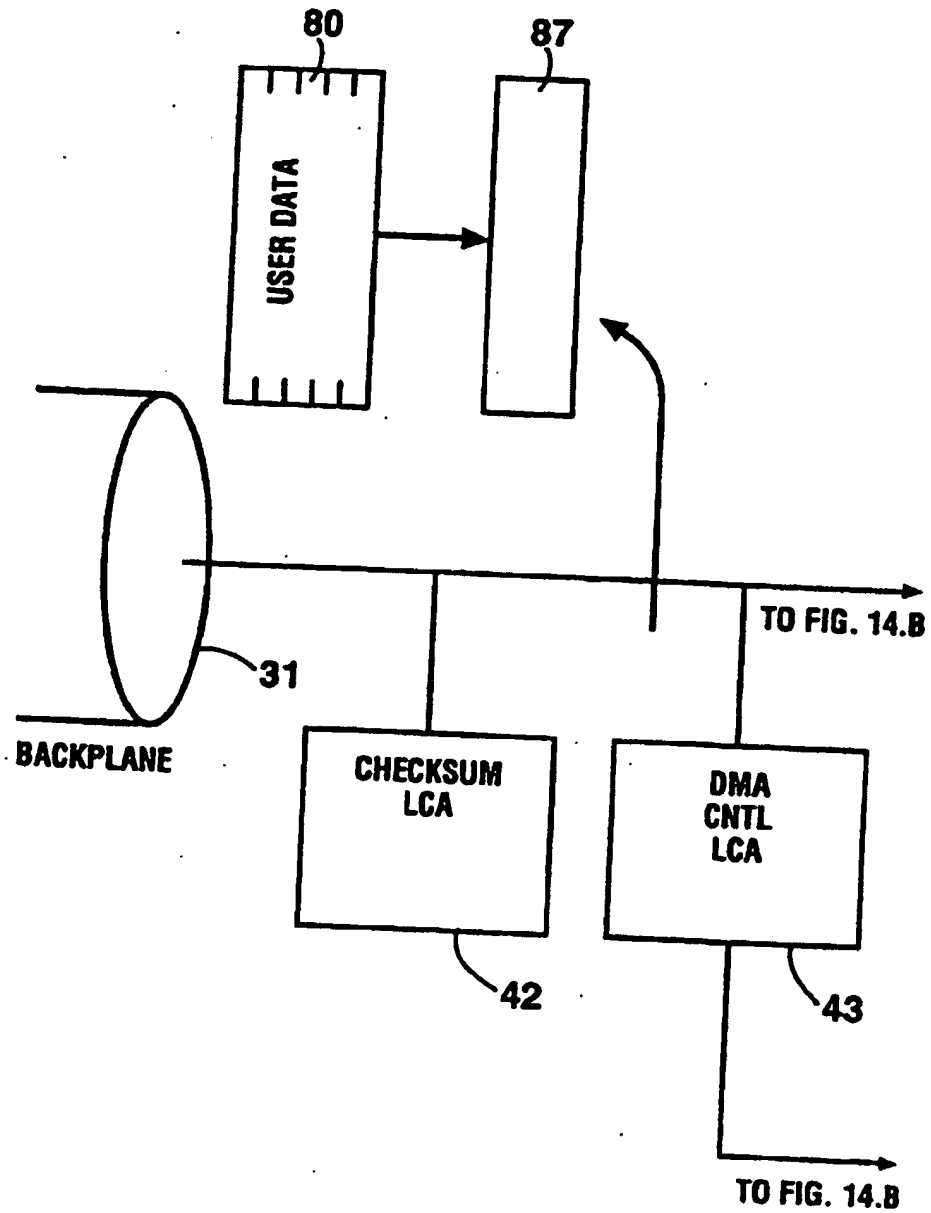 80
87
USER DATA
TO FIG. 14.B
31
BACKPLANE
CHECKSUM
LCA
DMA
CNTL
LCA
42
43
TO FIG. 14.B